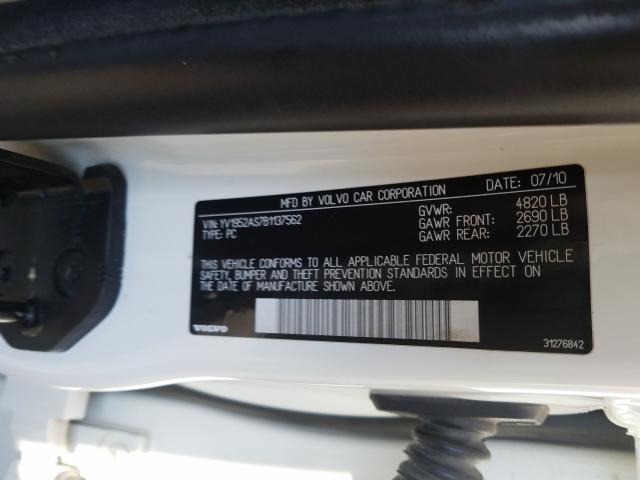 MFD BY VOLVO CAR CORPORATION DATE: 07/10
VIN: YV1952AS7B1137562 GVWR: 4820 LB
TYPE: PC GAWR FRONT: 2690 LB
GAWR REAR: 2270 LB
THIS VEHICLE CONFORMS TO ALL APPLICABLE FEDERAL MOTOR VEHICLE
SAFETY, BUMPER AND THEFT PREVENTION STANDARDS IN EFFECT ON
THE DATE OF MANUFACTURE SHOWN ABOVE.
VOLVO 31276842